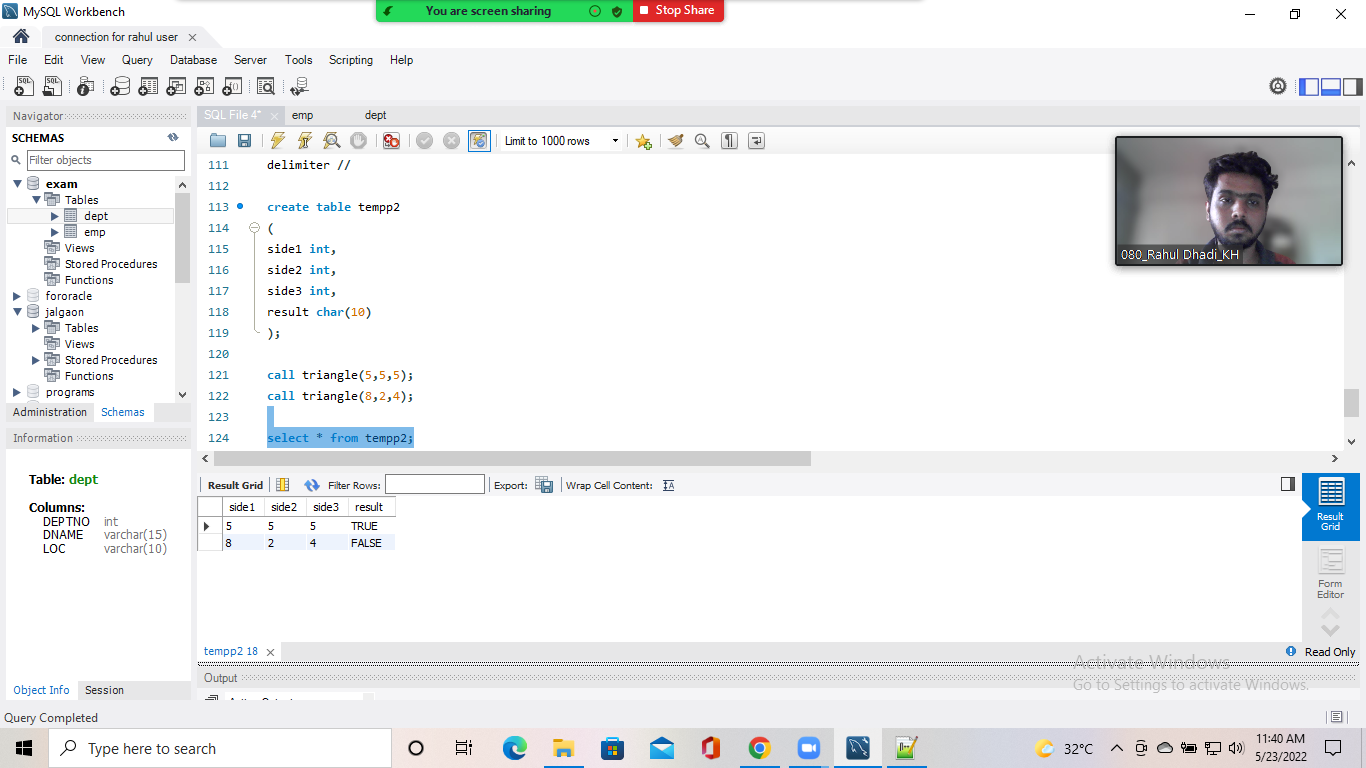 MySQL Workbench
You are screen sharing
Stop Share
connection for rahul user
File Edit View Query Database Server Tools Scripting Help
Navigator
SCHEMAS
Filter objects
exam
Tables
dept
emp
Views
Stored Procedures
Functions
fororacle
jalgaon
Tables
Views
Stored Procedures
Functions
programs
Administration Schemas
Information
Table: dept
Columns:
DEPTNO int
DNAME varchar(15)
LOC varchar(10)
Object Info Session
SQL File 4* emp dept
Limit to 1000 rows
111 delimiter //
112
113 create table tempp2
114 (
115 side1 int,
116 side2 int,
117 side3 int,
118 result char(10)
119 );
120
121 call triangle(5,5,5);
122 call triangle(8,2,4);
123
124 select * from tempp2;
080_Rahul Dhadi_KH
Result Grid Filter Rows: Export: Wrap Cell Content:
side1 side2 side3 result
5 5 5 TRUE
8 2 4 FALSE
Result Grid
Form Editor
tempp2 18
Read Only
Output
Activate Windows
Go to Settings to activate Windows.
Query Completed
Type here to search
32°C
11:40 AM
5/23/2022